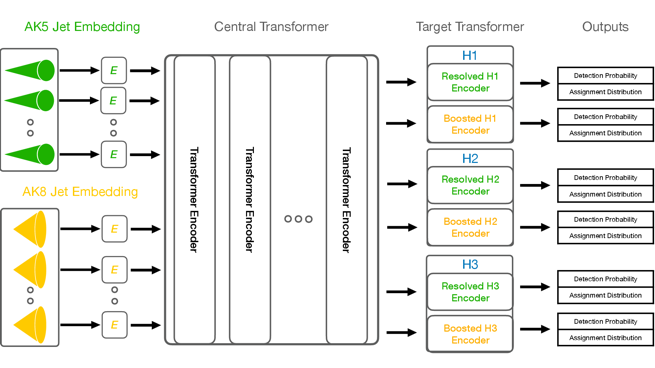 AK5 Jet Embedding
Central Transformer
Target Transformer
Outputs
E
E
E
AK8 Jet Embedding
E
E
E
Transformer Encoder
Transformer Encoder
Transformer Encoder
H1
Resolved H1
Encoder
Boosted H1
Encoder
H2
Resolved H2
Encoder
Boosted H2
Encoder
H3
Resolved H3
Encoder
Boosted H3
Encoder
Detection Probability
Assignment Distribution
Detection Probability
Assignment Distribution
Detection Probability
Assignment Distribution
Detection Probability
Assignment Distribution
Detection Probability
Assignment Distribution
Detection Probability
Assignment Distribution